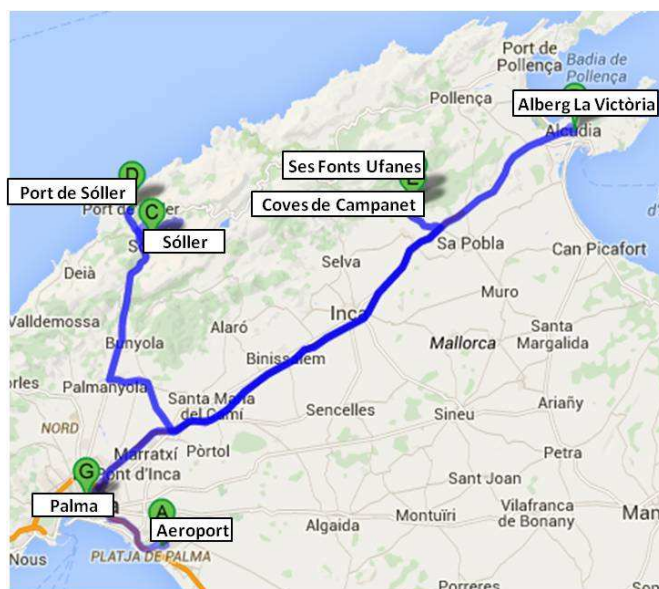 Port de
Pollença
Badia de
Pollença
Pollença
Alberg La Victòria
Alcúdia
Ses Fonts Ufanes
D
Port de Sóller
C
Coves de Campanet
Sóller
Sa Pobla
Can Picafort
Deià
Selva
Muro
Valldemossa
Inca
Alaró
Bunyola
Mallorca
Santa
Margalida
Binissalem
Palmanyola
Santa Maria
del Camí
Sencelles
Sineu
Ariany
NORD
Marratxí
Pòrtol
Petra
G
Pont d'Inca
Sant Joan
Palma
A
Aeroport
Algaida
Montuïri
Vilafranca
de Bonany
Man
PLATJA DE PALMA
Nous
Porreres
Son